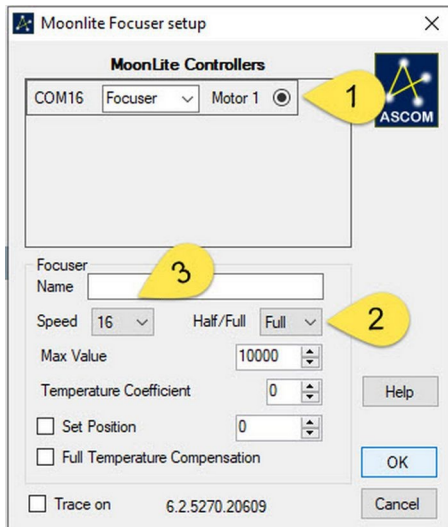 Moonlite Focuser setup
MoonLite Controllers
COM16 Focuser Motor 1
1
ASCOM
Focuser
3
Name
Speed 16 Half/Full Full
2
Max Value 10000
Temperature Coefficient 0 Help
Set Position 0
Full Temperature Compensation
OK
Trace on 6.2.5270.20609 Cancel